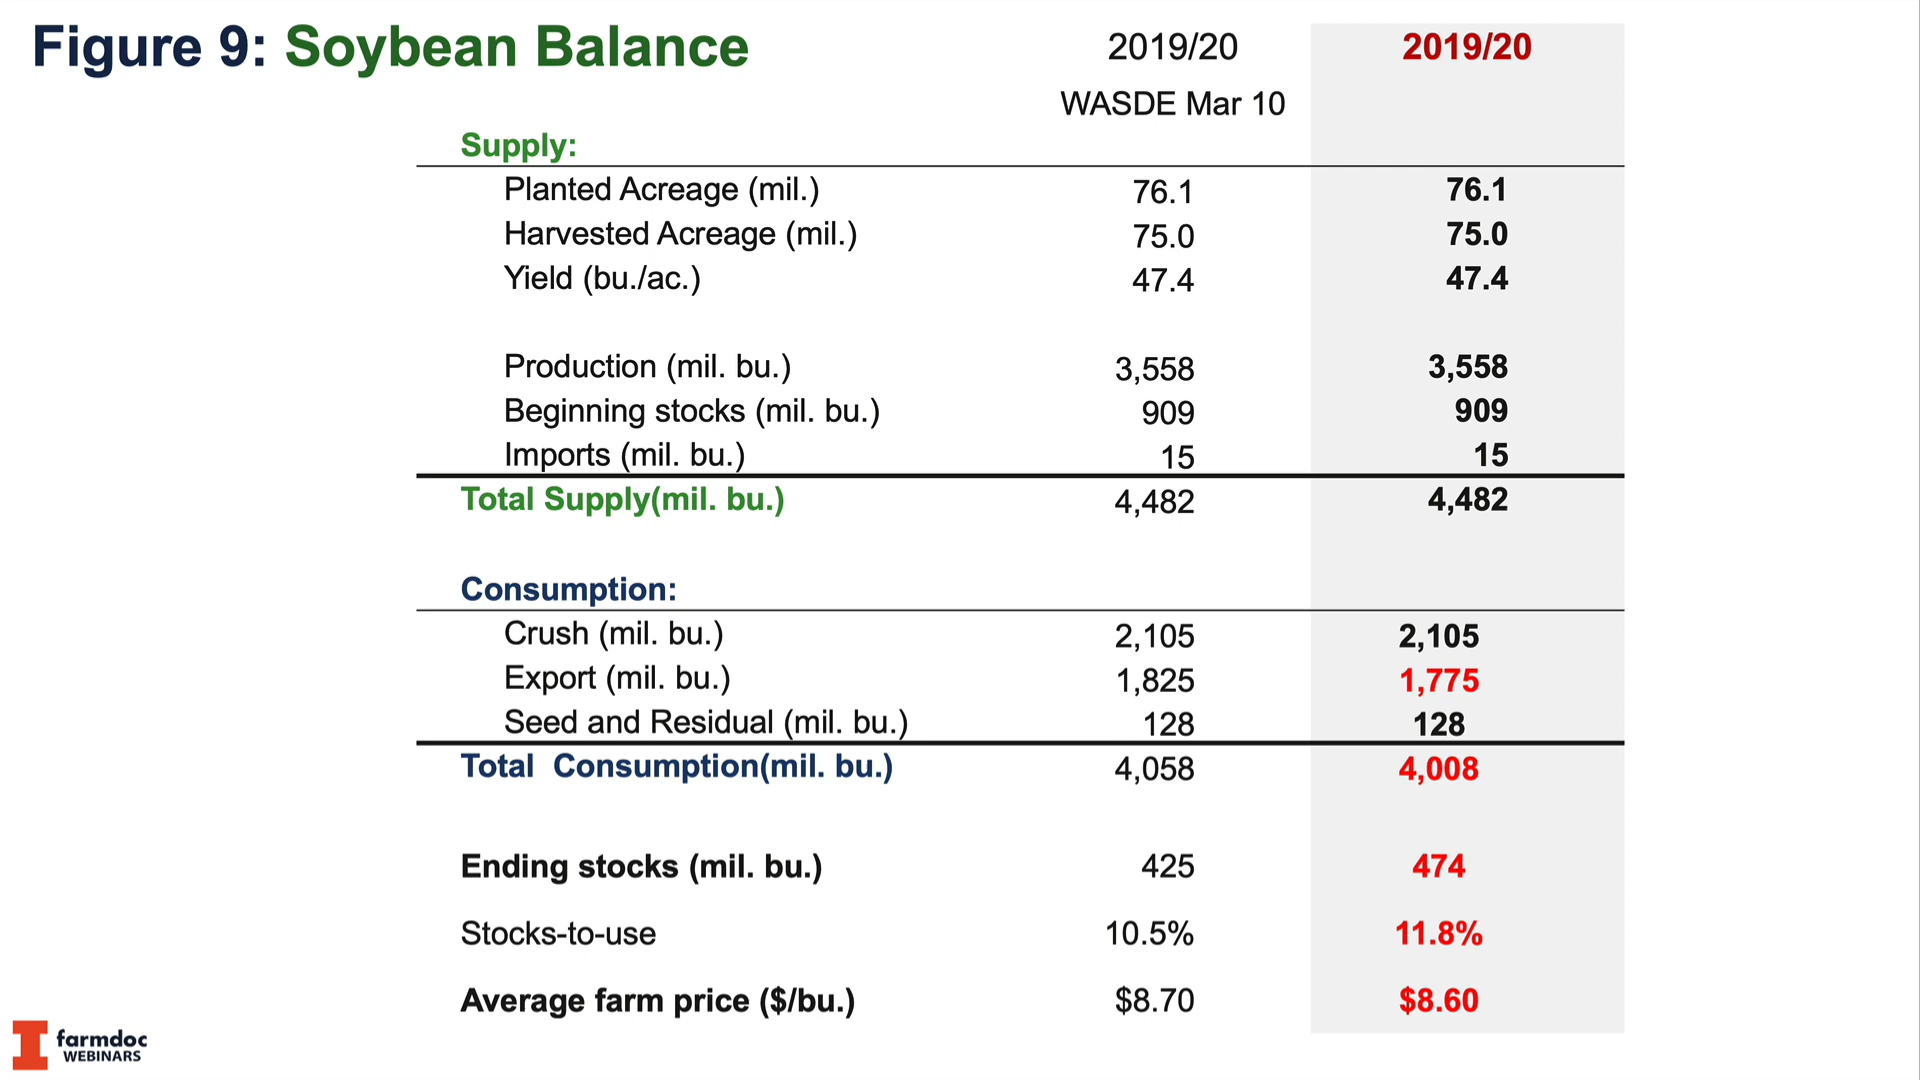 Figure 9: Soybean Balance 2019/20 2019/20
WASDE Mar 10
Supply:
Planted Acreage (mil.) 76.1 76.1
Harvested Acreage (mil.) 75.0 75.0
Yield (bu./ac.) 47.4 47.4
Production (mil. bu.) 3,558 3,558
Beginning stocks (mil. bu.) 909 909
Imports (mil. bu.) 15 15
Total Supply(mil. bu.) 4,482 4,482
Consumption:
Crush (mil. bu.) 2,105 2,105
Export (mil. bu.) 1,825 1,775
Seed and Residual (mil. bu.) 128 128
Total Consumption(mil. bu.) 4,058 4,008
Ending stocks (mil. bu.) 425 474
Stocks-to-use 10.5% 11.8%
Average farm price ($/bu.) $8.70 $8.60
farmdoc
WEBINARS